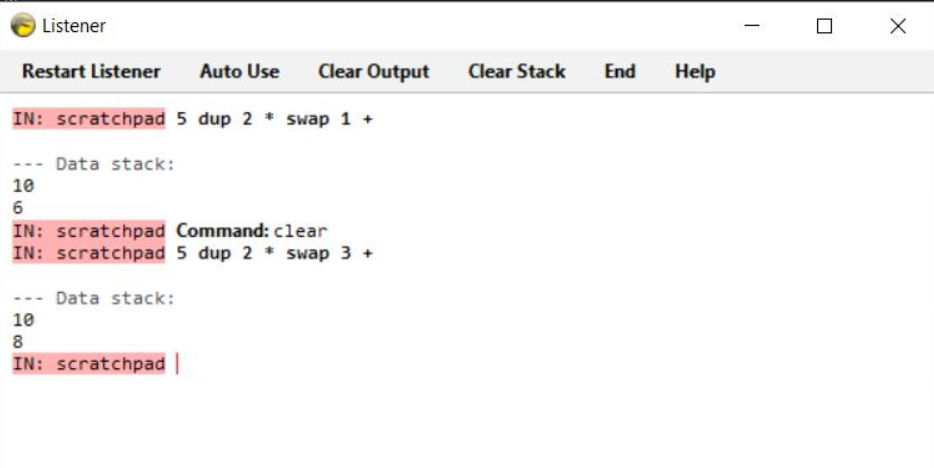 Listener
Restart Listener Auto Use Clear Output Clear Stack End Help
IN: scratchpad 5 dup 2 * swap 1 +
--- Data stack:
10
6
IN: scratchpad Command: clear
IN: scratchpad 5 dup 2 * swap 3 +
--- Data stack:
10
8
IN: scratchpad